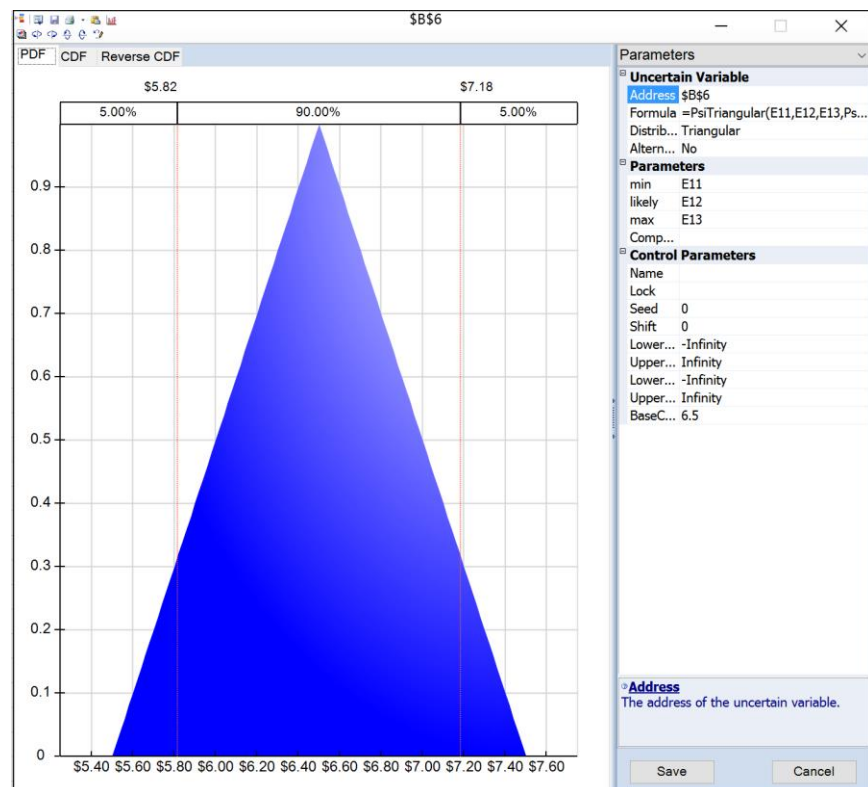 $B$6
PDF CDF Reverse CDF
$5.82 $7.18
5.00% 90.00% 5.00%
0.9
0.8
0.7
0.6
0.5
0.4
0.3
0.2
0.1
0
$5.40 $5.60 $5.80 $6.00 $6.20 $6.40 $6.60 $6.80 $7.00 $7.20 $7.40 $7.60
Parameters
Uncertain Variable
Address $B$6
Formula =PsiTriangular(E11,E12,E13,Ps...
Distrib... Triangular
Altern... No
Parameters
min E11
likely E12
max E13
Comp...
Control Parameters
Name
Lock
Seed 0
Shift 0
Lower... -Infinity
Upper... Infinity
Lower... -Infinity
Upper... Infinity
BaseC... 6.5
Address
The address of the uncertain variable.
Save Cancel